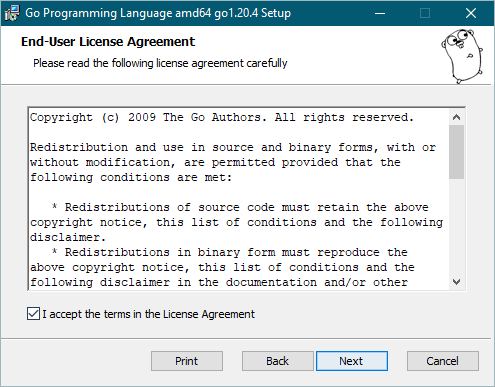 Go Programming Language amd64 go1.20.4 Setup
End-User License Agreement
Please read the following license agreement carefully
Copyright (c) 2009 The Go Authors. All rights reserved.
Redistribution and use in source and binary forms, with or
without modification, are permitted provided that the
following conditions are met:
* Redistributions of source code must retain the above
copyright notice, this list of conditions and the following
disclaimer.
* Redistributions in binary form must reproduce the
above copyright notice, this list of conditions and the
following disclaimer in the documentation and/or other
I accept the terms in the License Agreement
Print Back Next Cancel